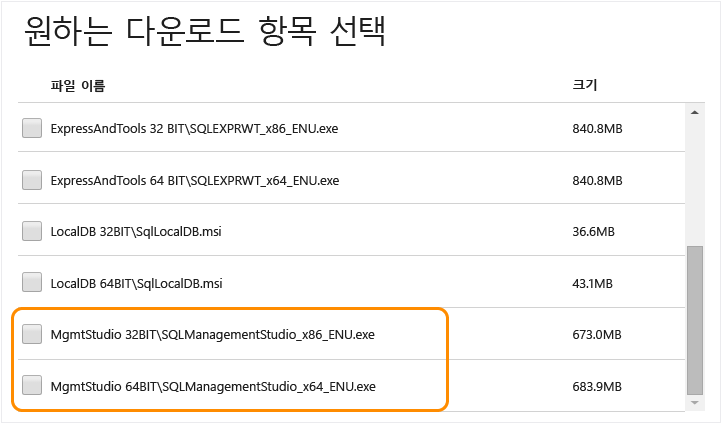 원하는 다운로드 항목 선택
파일 이름 크기
ExpressAndTools 32 BIT\SQLEXPRWT_x86_ENU.exe 840.8MB
ExpressAndTools 64 BIT\SQLEXPRWT_x64_ENU.exe 840.8MB
LocalDB 32BIT\SqlLocalDB.msi 36.6MB
LocalDB 64BIT\SqlLocalDB.msi 43.1MB
MgmtStudio 32BIT\SQLManagementStudio_x86_ENU.exe 673.0MB
MgmtStudio 64BIT\SQLManagementStudio_x64_ENU.exe 683.9MB